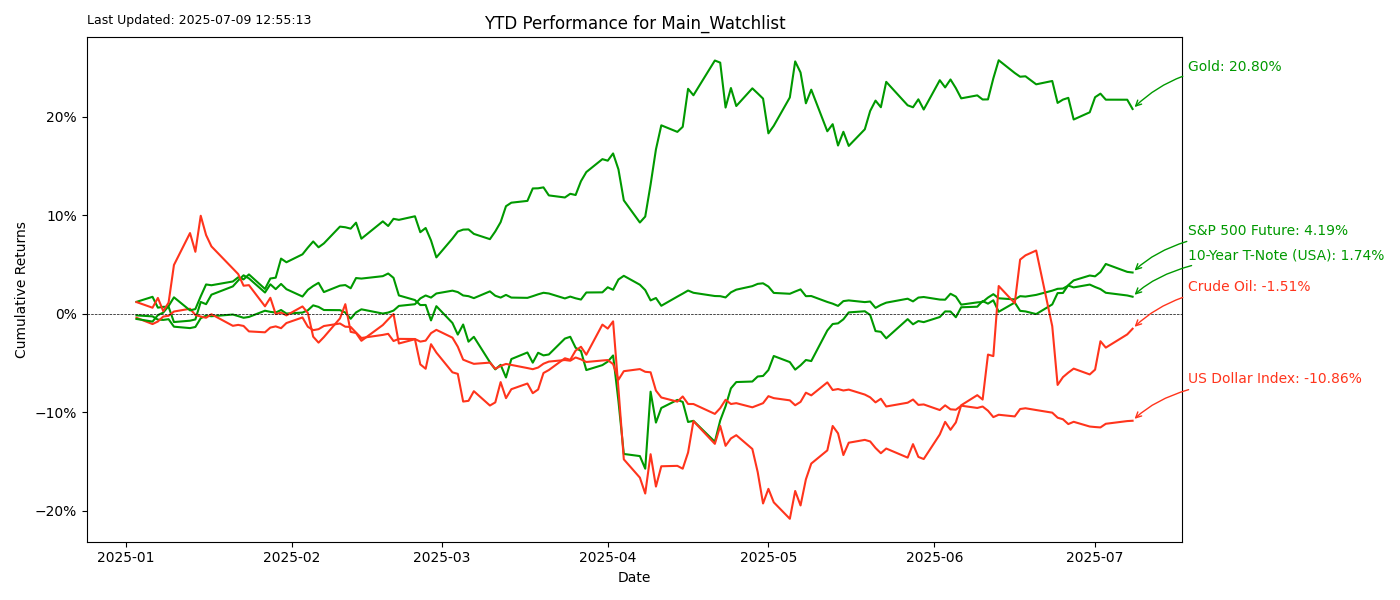 Last Updated: 2025-07-09 12:55:13
YTD Performance for Main_Watchlist
Cumulative Returns
20%
10%
0%
−10%
−20%
Gold: 20.80%
S&P 500 Future: 4.19%
10-Year T-Note (USA): 1.74%
Crude Oil: -1.51%
US Dollar Index: -10.86%
2025-01
2025-02
2025-03
2025-04
2025-05
2025-06
2025-07
Date